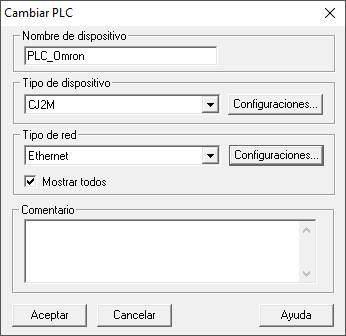 Cambiar PLC
Nombre de dispositivo
PLC_Omron
Tipo de dispositivo
CJ2M
Configuraciones...
Tipo de red
Ethernet
Configuraciones...
Mostrar todos
Comentario
Aceptar
Cancelar
Ayuda